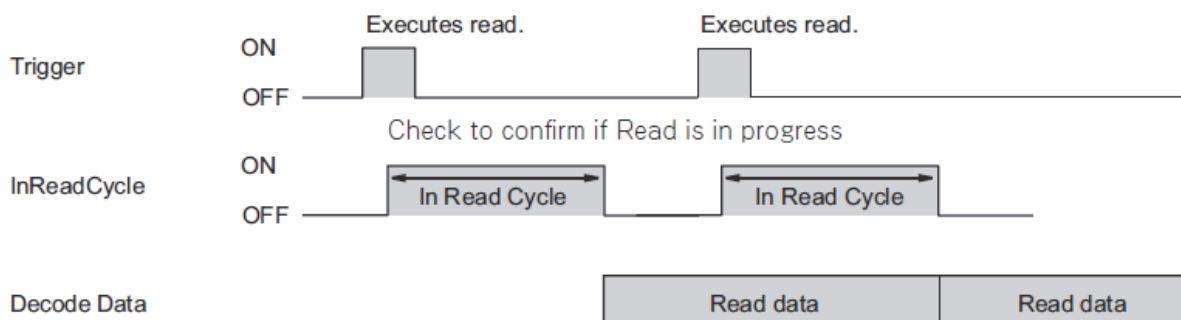 Executes read.
Executes read.
Trigger
ON
OFF
Check to confirm if Read is in progress
InReadCycle
ON
OFF
In Read Cycle
In Read Cycle
Decode Data
Read data
Read data